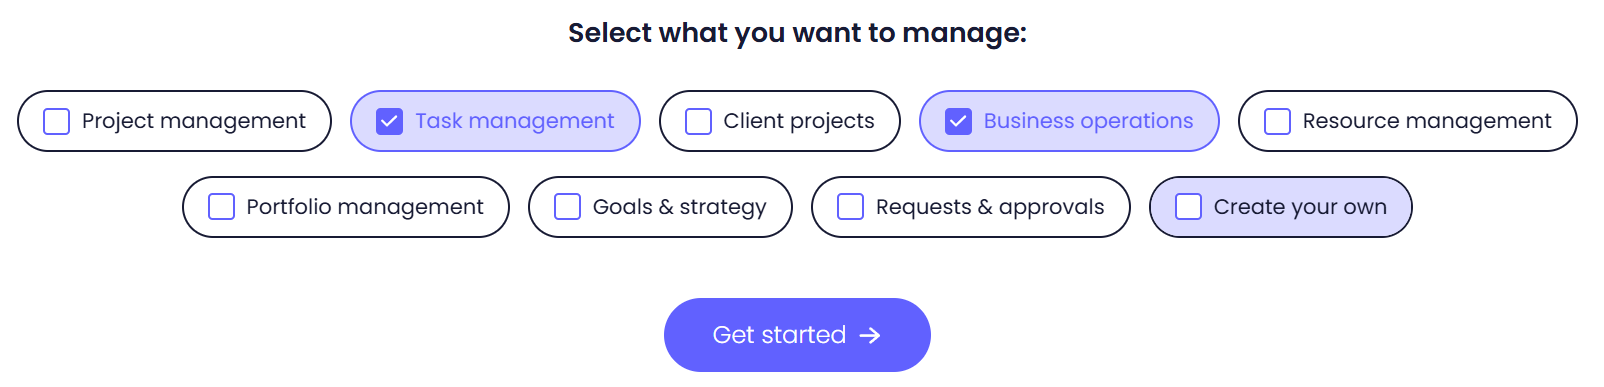 Select what you want to manage:
Project management Task management Client projects Business operations Resource management
Portfolio management Goals & strategy Requests & approvals Create your own
Get started →